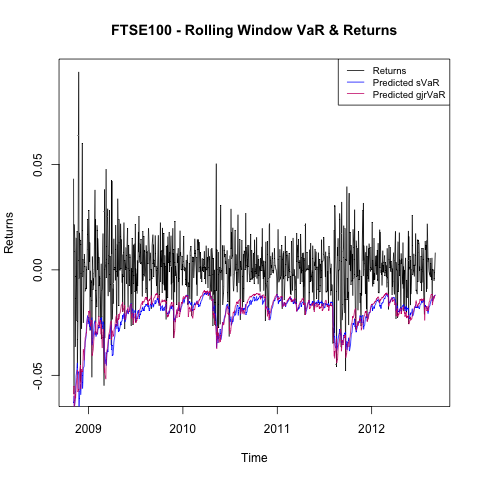 FTSE100 - Rolling Window VaR & Returns
Returns
Predicted sVaR
Predicted gjrVaR
0.05
0.00
-0.05
Returns
2009
2010
2011
2012
Time